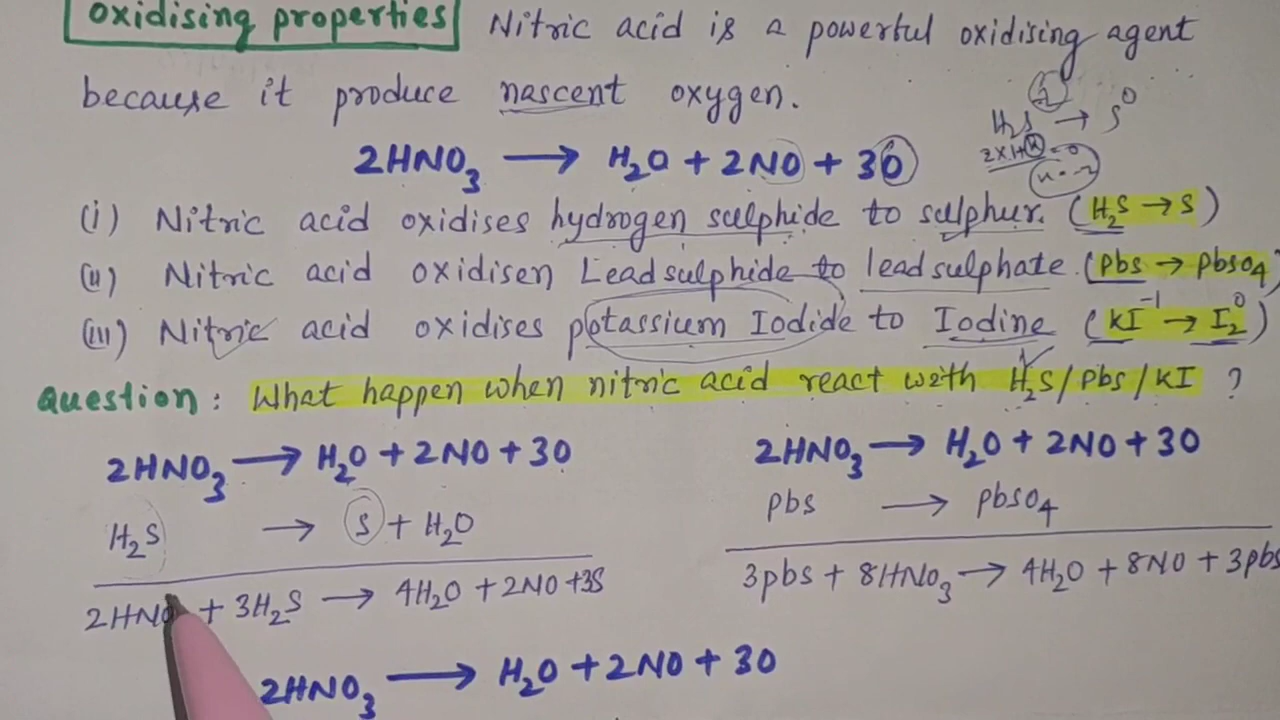 oxidising properties Nitric acid is a powerful oxidising agent
because it produce nascent oxygen.
H₂S → S⁰
2HNO₃ → H₂O + 2NO + 3O
(i) Nitric acid oxidises hydrogen sulphide to sulphur. (H₂S → S)
(ii) Nitric acid oxidisen Leadsulphide to lead sulphate. (Pbs → PbSO₄)
(iii) Nitric acid oxidises potassium Iodide to Iodine (KI⁻¹ → I₂⁰)
Question: What happen when nitric acid react with H₂S/Pbs/KI ?
2HNO₃ → H₂O + 2NO + 3O
H₂S → S + H₂O
2HNO + 3H₂S → 4H₂O + 2NO + 3S
2HNO₃ → H₂O + 2NO + 3O
Pbs → PbSO₄
3pbs + 8HNO₃ → 4H₂O + 8NO + 3pbs
2HNO₃ → H₂O + 2NO + 3O